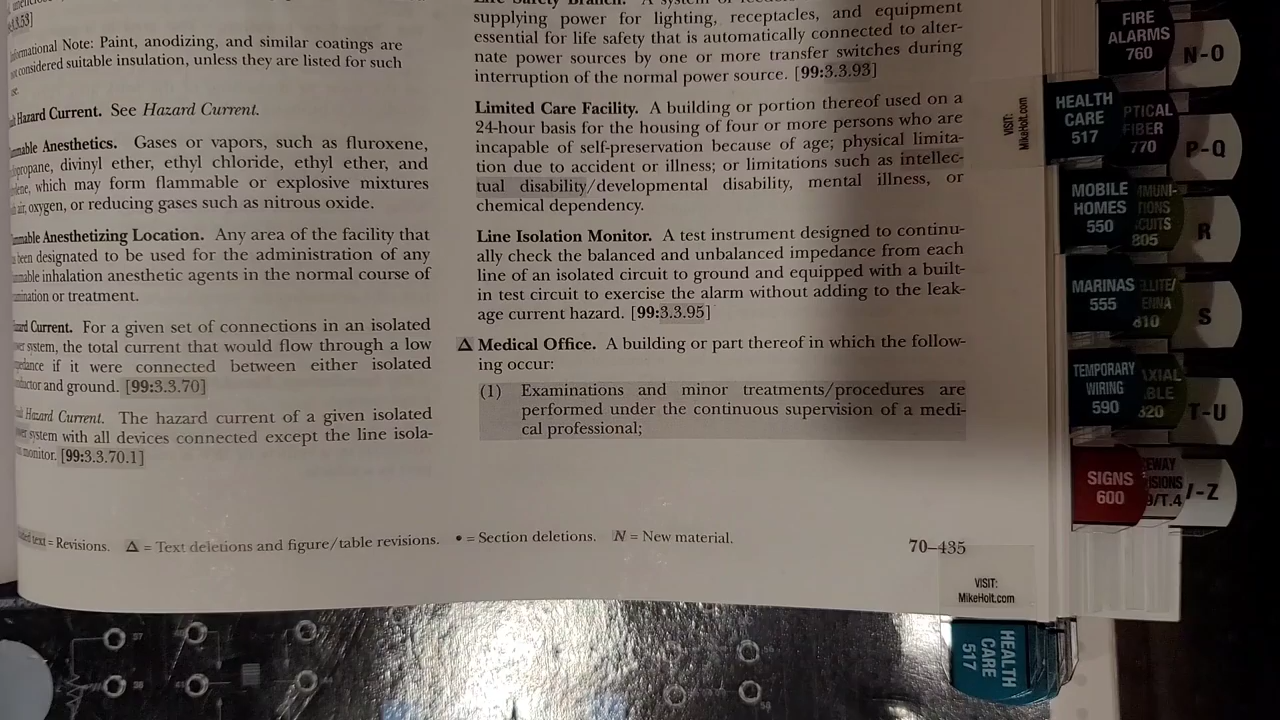 3.53]
Informational Note: Paint, anodizing, and similar coatings are
considered suitable insulation, unless they are listed for such
Hazard Current. See Hazard Current.
Anesthetics. Gases or vapors, such as fluroxene,
divinyl ether, ethyl chloride, ethyl ether, and
which may form flammable or explosive mixtures
air, oxygen, or reducing gases such as nitrous oxide.
Anesthetizing Location. Any area of the facility that
been designated to be used for the administration of any
inhalation anesthetic agents in the normal course of
or treatment.
Current. For a given set of connections in an isolated
system, the total current that would flow through a low
if it were connected between either isolated
and ground. [99:3.3.70]
Hazard Current. The hazard current of a given isolated
system with all devices connected except the line isola-
monitor. [99:3.3.70.1]
supplying power for lighting, receptacles, and equipment
essential for life safety that is automatically connected to alter-
nate power sources by one or more transfer switches during
interruption of the normal power source. [99:3.3.93]
Limited Care Facility. A building or portion thereof used on a
24-hour basis for the housing of four or more persons who are
incapable of self-preservation because of age; physical limita-
tion due to accident or illness; or limitations such as intellec-
tual disability/developmental disability, mental illness, or
chemical dependency.
Line Isolation Monitor. A test instrument designed to continu-
ally check the balanced and unbalanced impedance from each
line of an isolated circuit to ground and equipped with a built-
in test circuit to exercise the alarm without adding to the leak-
age current hazard. [99:3.3.95]
Δ Medical Office. A building or part thereof in which the follow-
ing occur:
(1) Examinations and minor treatments/procedures are
performed under the continuous supervision of a medi-
cal professional;
text = Revisions. Δ = Text deletions and figure/table revisions. • = Section deletions. N = New material.
70–435
VISIT:
MikeHolt.com
VISIT:
MikeHolt.com
FIRE
ALARMS
760
N-O
HEALTH
CARE
517
PTICAL
FIBER
770
P-Q
MOBILE
HOMES
550
805
R
MARINAS
555
810
S
TEMPORARY
WIRING
590
820
T-U
SIGNS
600
-Z
HEALTH
CARE
517